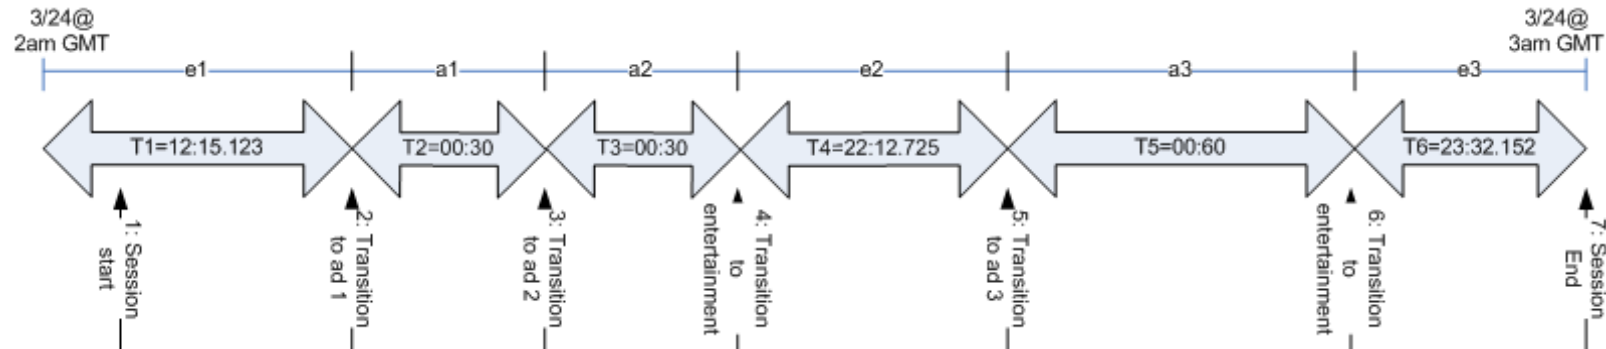 3/24@
2am GMT
3/24@
3am GMT
e1
a1
a2
e2
a3
e3
T1=12:15.123
T2=00:30
T3=00:30
T4=22:12.725
T5=00:60
T6=23:32.152
1: Session
start
2: Transition
to ad 1
3: Transition
to ad 2
4: Transition
to
entertainment
5: Transition
to ad 3
6: Transition
to
entertainment
7: Session
End